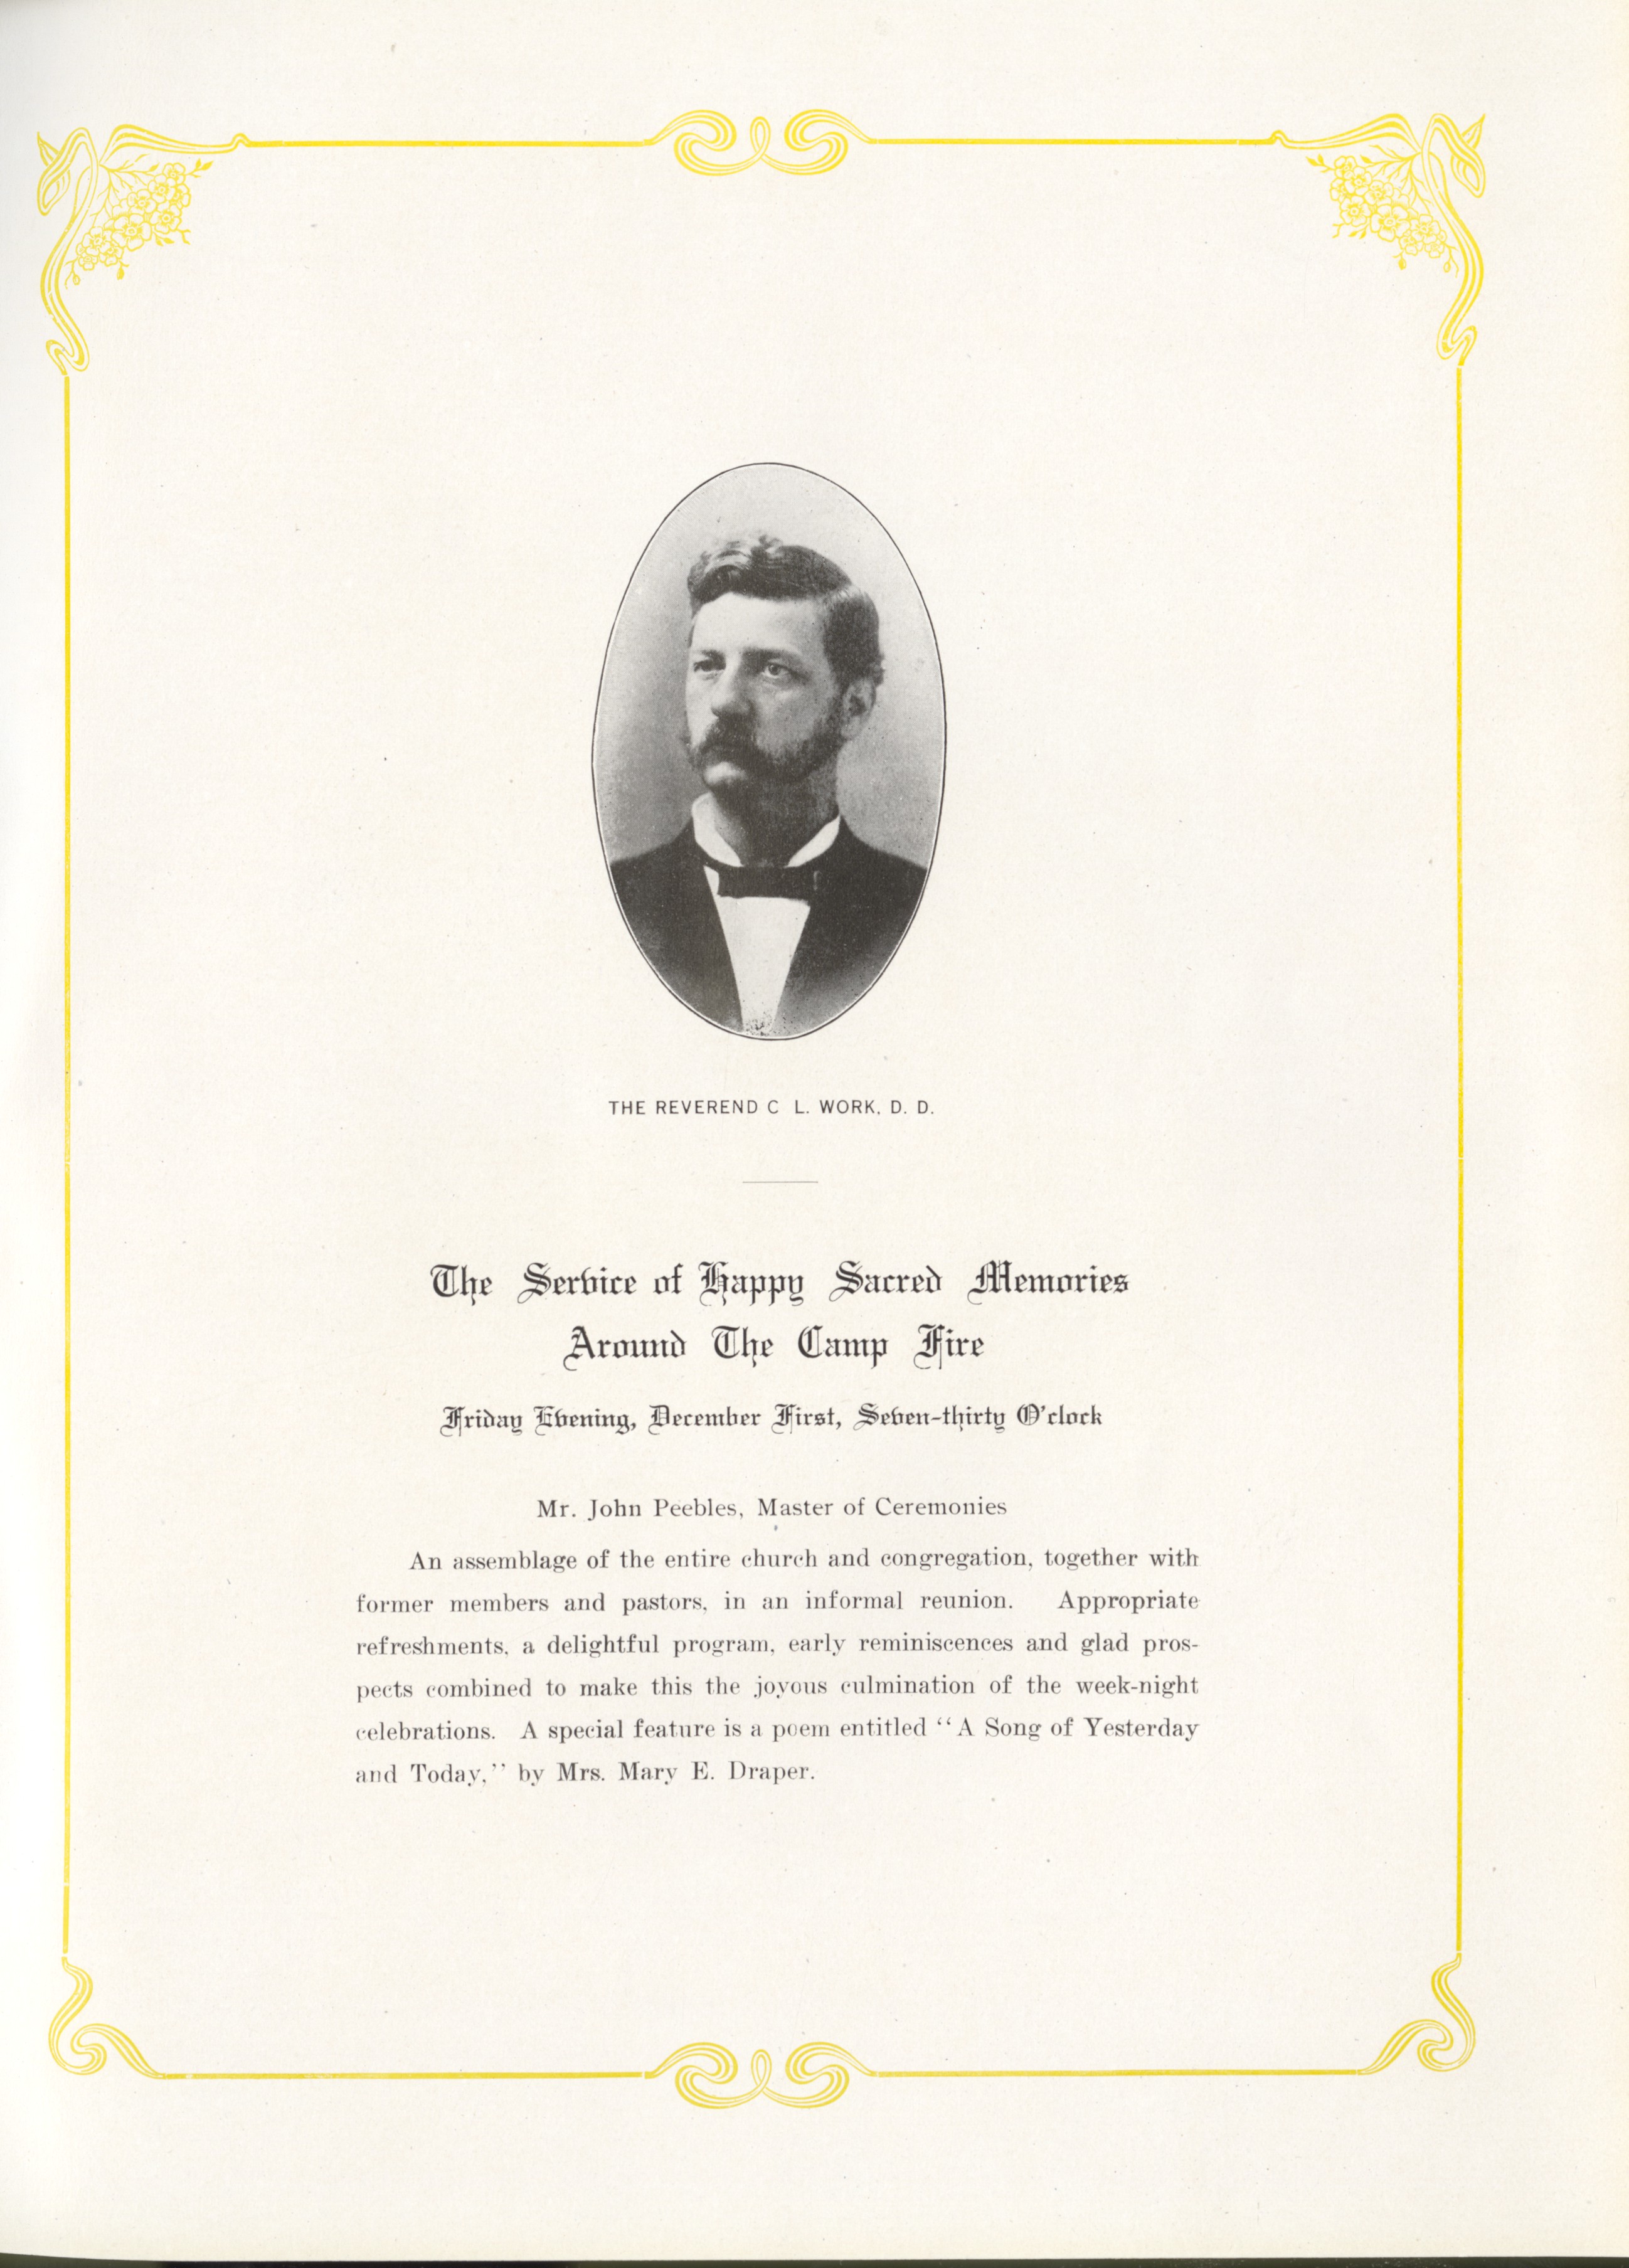 THE REVEREND C L. WORK, D. D.
The Service of Happy Sacred Memories
Around The Camp Fire
Friday Evening, December First, Seven-thirty O'clock
Mr. John Peebles, Master of Ceremonies
An assemblage of the entire church and congregation, together with
former members and pastors, in an informal reunion. Appropriate
refreshments, a delightful program, early reminiscences and glad pros-
pects combined to make this the joyous culmination of the week-night
celebrations. A special feature is a poem entitled "A Song of Yesterday
and Today," by Mrs. Mary E. Draper.